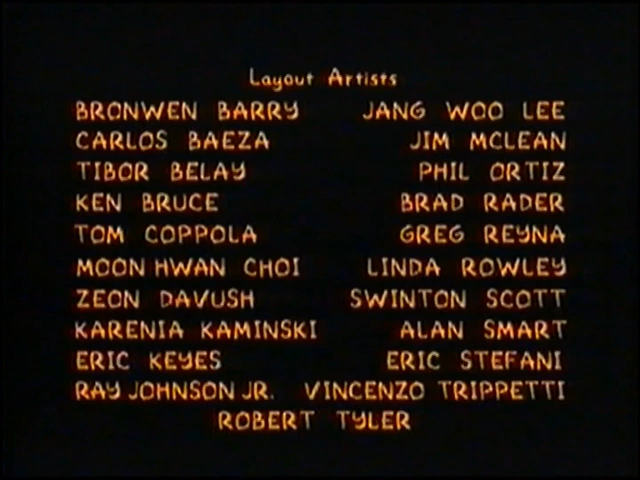 Layout Artists
BRONWEN BARRY JANG WOO LEE
CARLOS BAEZA JIM MCLEAN
TIBOR BELAY PHIL ORTIZ
KEN BRUCE BRAD RADER
TOM COPPOLA GREG REYNA
MOON HWAN CHOI LINDA ROWLEY
ZEON DAVUSH SWINTON SCOTT
KARENIA KAMINSKI ALAN SMART
ERIC KEYES ERIC STEFANI
RAY JOHNSON JR. VINCENZO TRIPPETTI
ROBERT TYLER